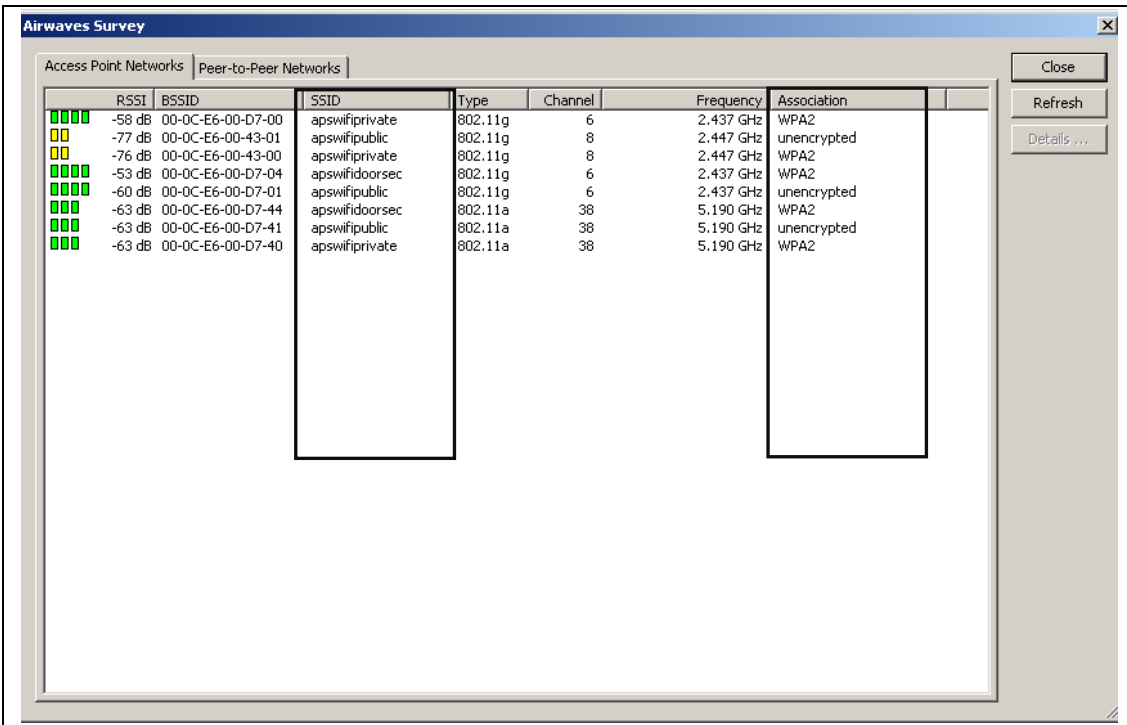 Airwaves Survey
Access Point Networks Peer-to-Peer Networks
Close
Refresh
Details ...
RSSI BSSID SSID Type Channel Frequency Association
-58 dB 00-0C-E6-00-D7-00 apswifiprivate 802.11g 6 2.437 GHz WPA2
-77 dB 00-0C-E6-00-43-01 apswifipublic 802.11g 8 2.447 GHz unencrypted
-76 dB 00-0C-E6-00-43-00 apswifiprivate 802.11g 8 2.447 GHz WPA2
-53 dB 00-0C-E6-00-D7-04 apswifidoorsec 802.11g 6 2.437 GHz WPA2
-60 dB 00-0C-E6-00-D7-01 apswifipublic 802.11g 6 2.437 GHz unencrypted
-63 dB 00-0C-E6-00-D7-44 apswifidoorsec 802.11a 38 5.190 GHz WPA2
-63 dB 00-0C-E6-00-D7-41 apswifipublic 802.11a 38 5.190 GHz unencrypted
-63 dB 00-0C-E6-00-D7-40 apswifiprivate 802.11a 38 5.190 GHz WPA2